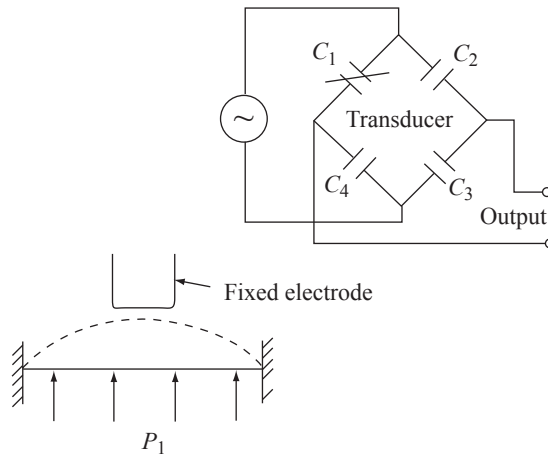 C1
C2
~
Transducer
C4
C3
Output
Fixed electrode
P1